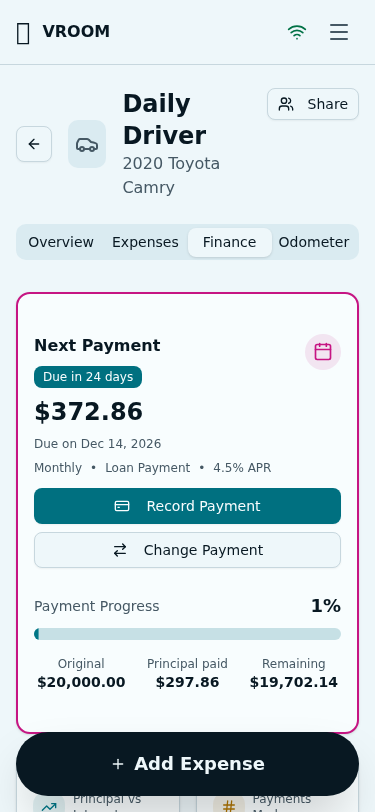 VROOM
Daily
Driver
2020 Toyota
Camry
Share
Overview Expenses Finance Odometer
Next Payment
Due in 24 days
$372.86
Due on Dec 14, 2026
Monthly • Loan Payment • 4.5% APR
Record Payment
Change Payment
Payment Progress 1%
Original Principal paid Remaining
$20,000.00 $297.86 $19,702.14
+ Add Expense
Principal vs
Payments